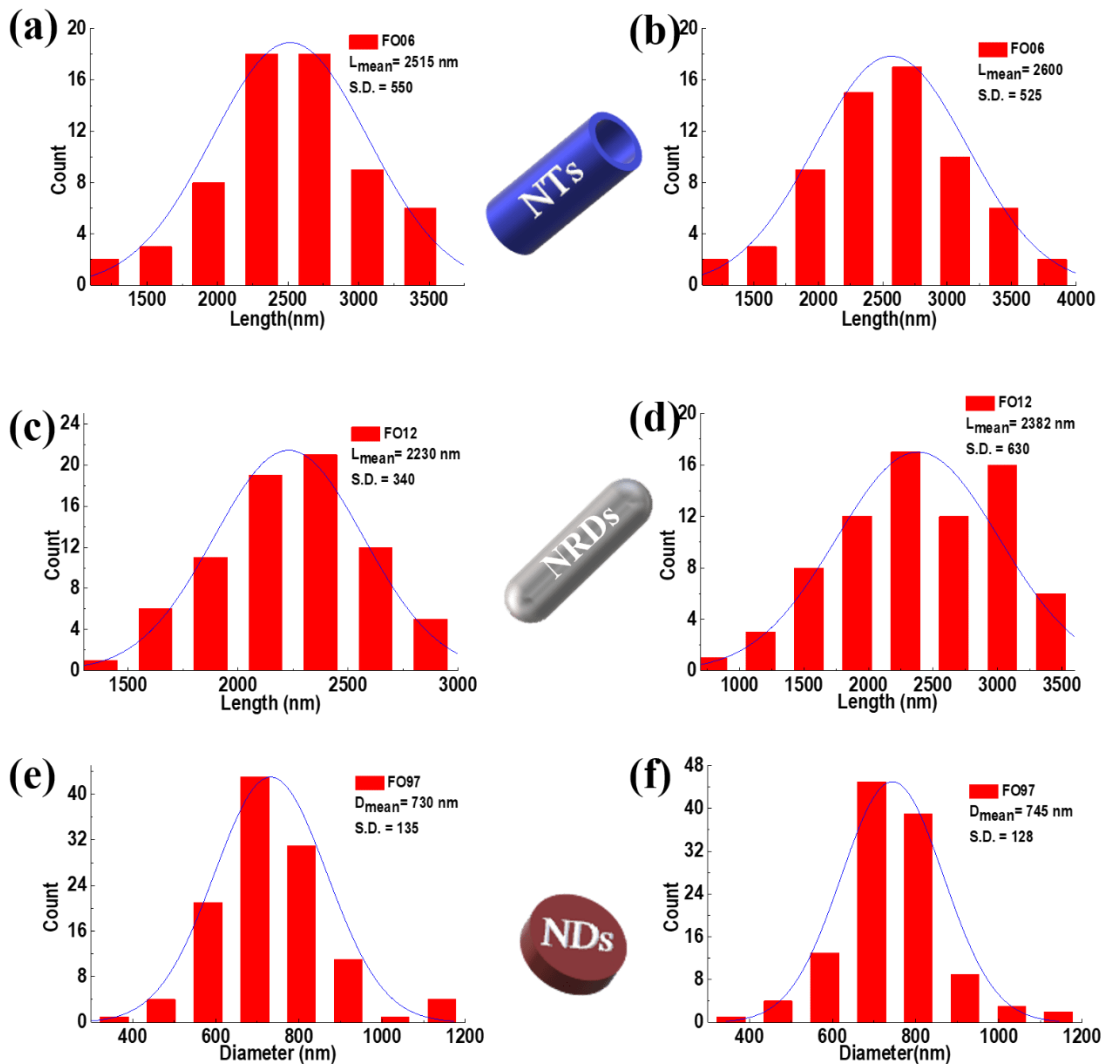 (a)
FO06
Lmean= 2515 nm
S.D. = 550
20
16
12
8
4
0
Count
1500 2000 2500 3000 3500
Length(nm)
NTs
(b)
FO06
Lmean= 2600
S.D. = 525
20
16
12
8
4
0
Count
1500 2000 2500 3000 3500 4000
Length(nm)
(c)
FO12
Lmean= 2230 nm
S.D. = 340
24
20
16
12
8
4
0
Count
1500 2000 2500 3000
Length (nm)
NRDs
(d)
FO12
Lmean= 2382 nm
S.D. = 630
20
16
12
8
4
0
Count
1000 1500 2000 2500 3000 3500
Length (nm)
(e)
FO97
Dmean= 730 nm
S.D. = 135
40
32
24
16
8
0
Count
400 600 800 1000 1200
Diameter (nm)
NDs
(f)
FO97
Dmean= 745 nm
S.D. = 128
48
40
32
24
16
8
0
Count
400 600 800 1000 1200
Diameter(nm)